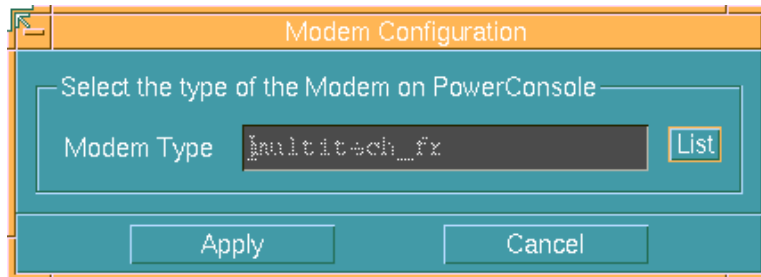 Modem Configuration
Select the type of the Modem on PowerConsole
Modem Type multitech_fx List
Apply Cancel